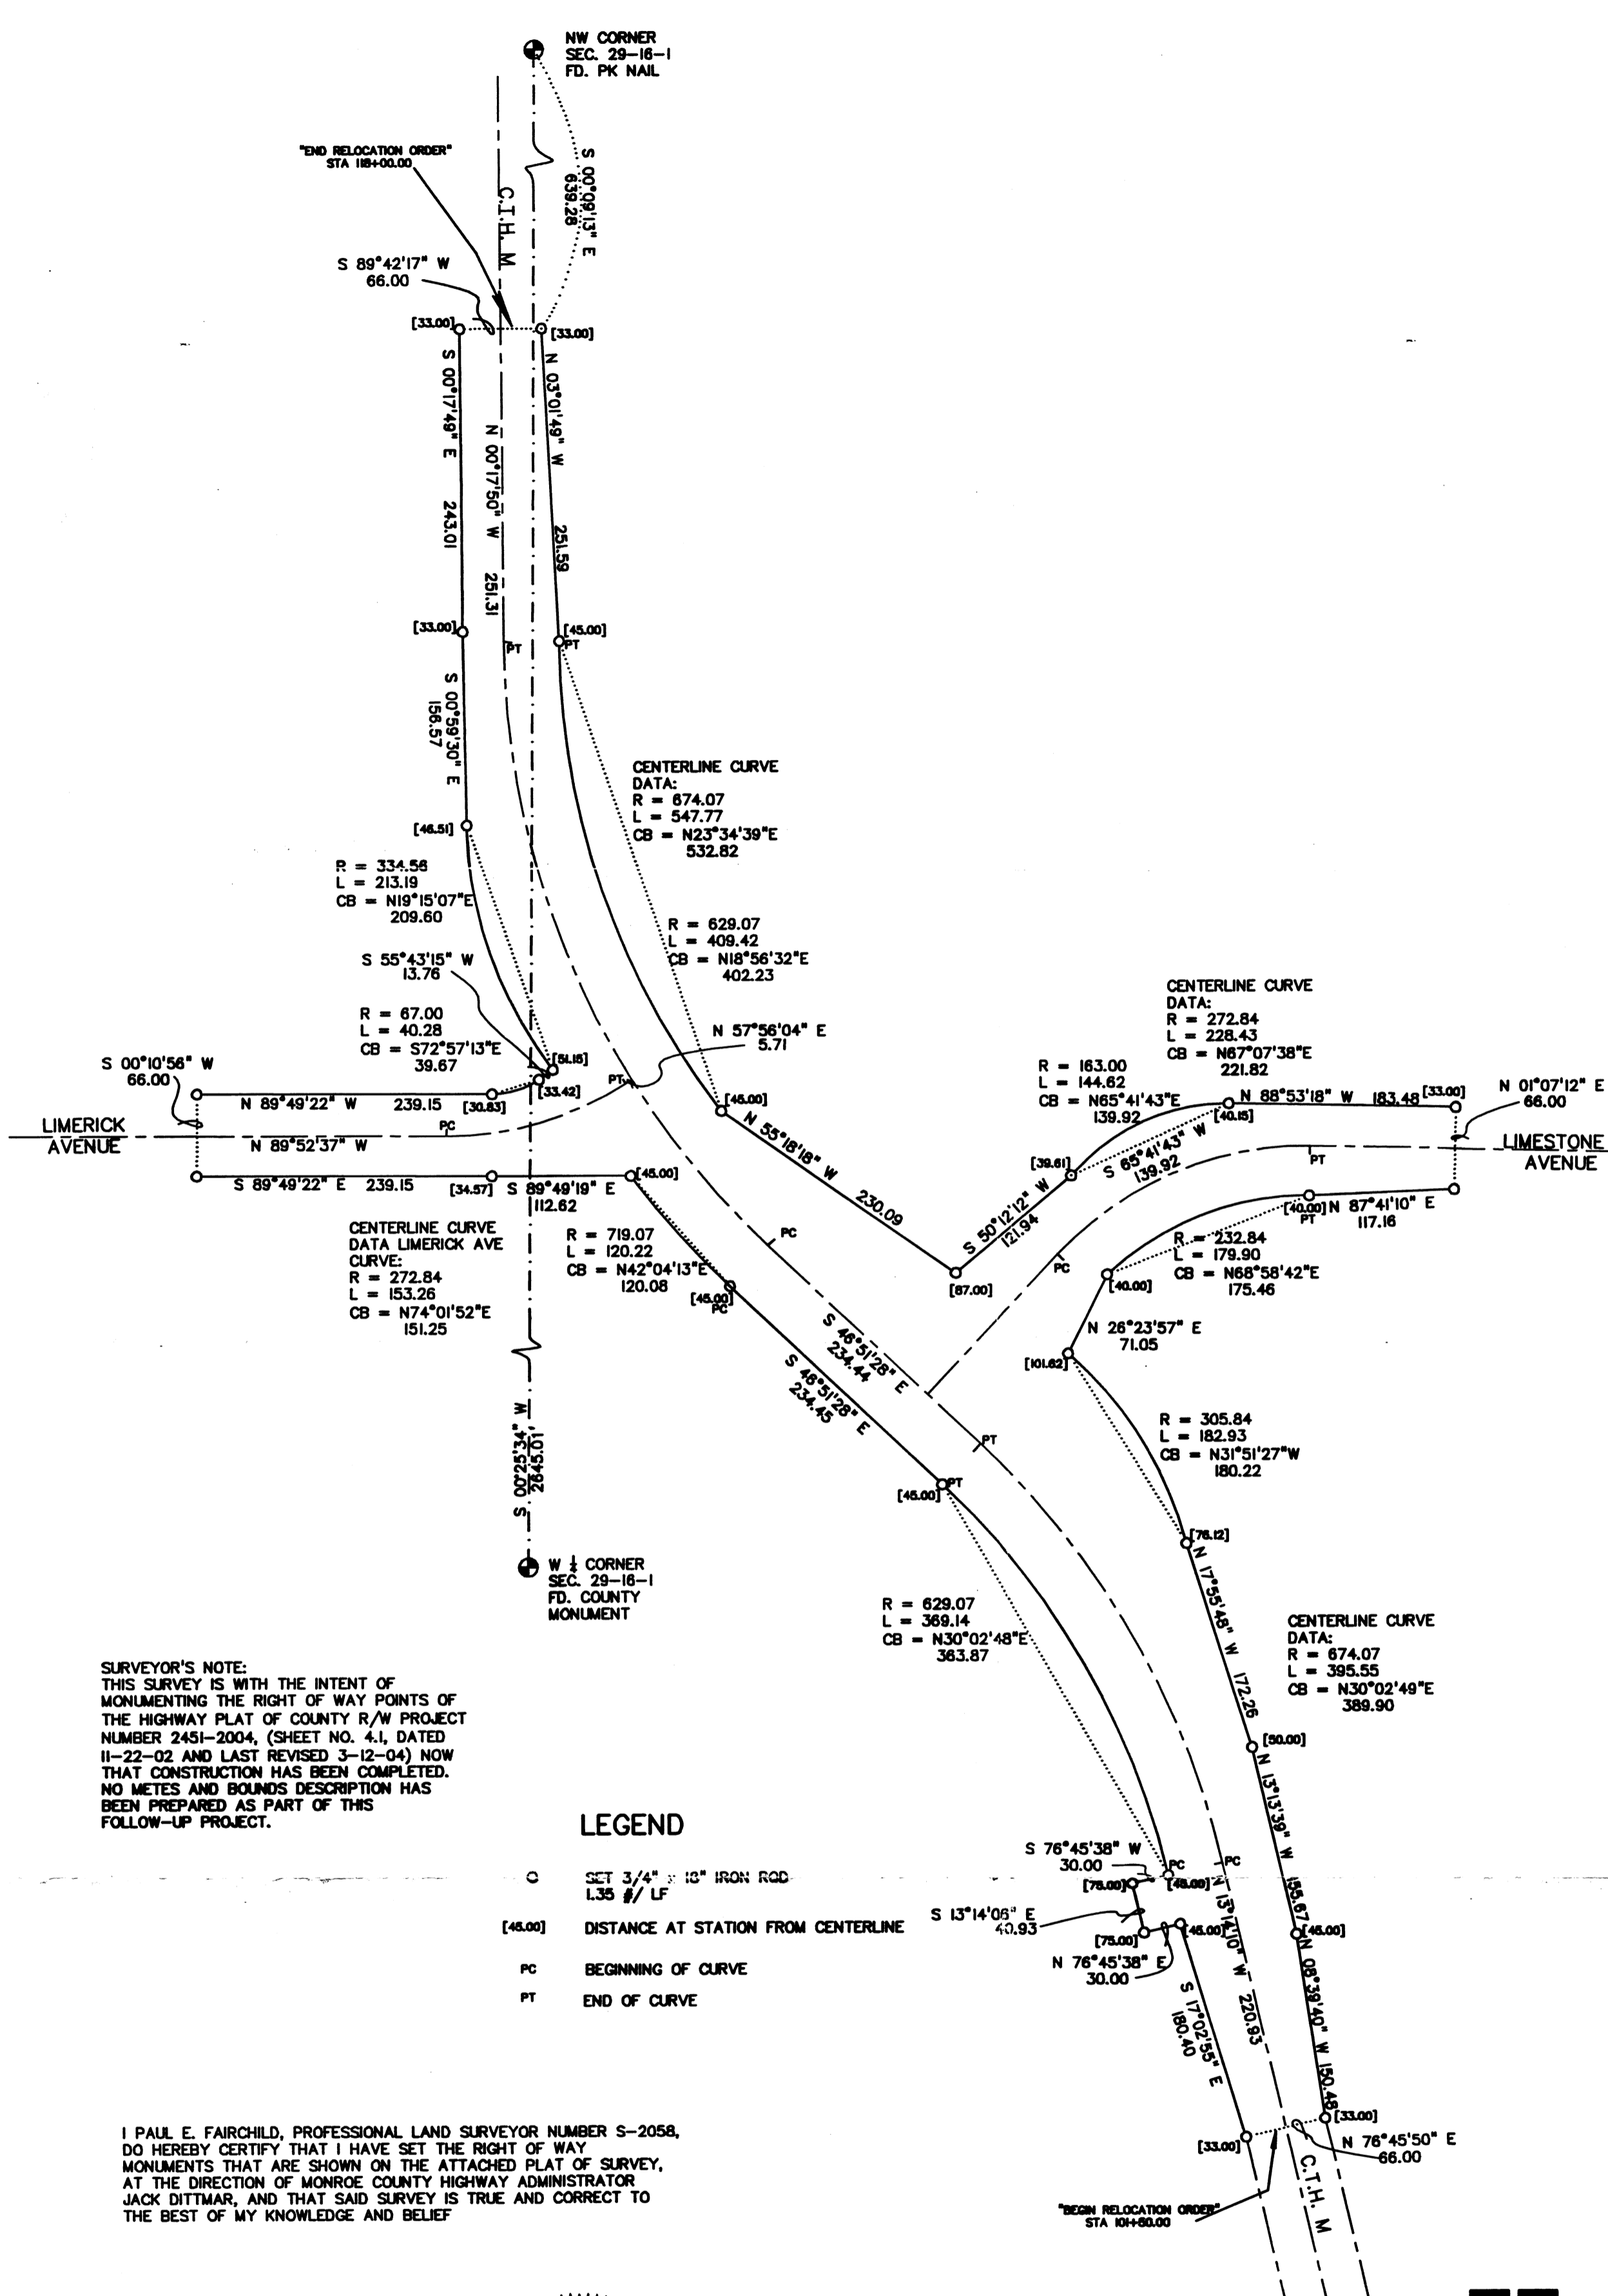 NW CORNER
SEC. 29-16-1
FD. PK NAIL
"END RELOCATION ORDER"
STA 118+00.00
S 00°09'13" E
639.28
C.T.H. M
S 89°42'17" W
66.00
[33.00]
[33.00]
S 00°17'49" E 243.01
N 00°17'50" W 251.31
N 03°01'49" W 251.59
[33.00]
[45.00]
PT
PT
S 00°59'30" E
156.57
[46.51]
CENTERLINE CURVE
DATA:
R = 674.07
L = 547.77
CB = N23°34'39"E
532.82
R = 334.56
L = 213.19
CB = N19°15'07"E
209.60
R = 629.07
L = 409.42
CB = N18°56'32"E
402.23
S 55°43'15" W
13.76
R = 67.00
L = 40.28
CB = S72°57'13"E
39.67
N 57°56'04" E
5.71
S 00°10'56" W
66.00
[51.15]
[33.42]
PT
[45.00]
N 89°49'22" W 239.15
[30.83]
PC
LIMERICK
AVENUE
N 89°52'37" W
S 89°49'22" E 239.15
[34.57]
S 89°49'19" E
112.62
[45.00]
CENTERLINE CURVE
DATA:
R = 272.84
L = 228.43
CB = N67°07'38"E
221.82
R = 163.00
L = 144.62
CB = N65°41'43"E
139.92
N 88°53'18" W 183.48
[33.00]
[40.15]
N 01°07'12" E
66.00
LIMESTONE
AVENUE
[39.61]
S 65°41'43" W
139.92
PT
N 55°18'18" W 230.09
S 50°12'12" W
121.94
[87.00]
PC
[40.00]
PT
N 87°41'10" E
117.16
R = 232.84
L = 179.90
CB = N68°58'42"E
175.46
[40.00]
CENTERLINE CURVE
DATA LIMERICK AVE
CURVE:
R = 272.84
L = 153.26
CB = N74°01'52"E
151.25
R = 719.07
L = 120.22
CB = N42°04'13"E
120.08
[45.00]
PC
PC
N 26°23'57" E
71.05
[101.62]
S 46°51'28" E
234.44
S 46°51'28" E
234.45
PT
[45.00]
PT
R = 305.84
L = 182.93
CB = N31°51'27"W
180.22
[76.12]
S 00°25'34" W
2645.01'
W ¼ CORNER
SEC. 29-16-1
FD. COUNTY
MONUMENT
N 17°55'48" W 172.26
R = 629.07
L = 369.14
CB = N30°02'48"E
363.87
CENTERLINE CURVE
DATA:
R = 674.07
L = 395.55
CB = N30°02'49"E
389.90
[50.00]
N 13°13'39" W 155.67
SURVEYOR'S NOTE:
THIS SURVEY IS WITH THE INTENT OF
MONUMENTING THE RIGHT OF WAY POINTS OF
THE HIGHWAY PLAT OF COUNTY R/W PROJECT
NUMBER 2451-2004, (SHEET NO. 4.1, DATED
11-22-02 AND LAST REVISED 3-12-04) NOW
THAT CONSTRUCTION HAS BEEN COMPLETED.
NO METES AND BOUNDS DESCRIPTION HAS
BEEN PREPARED AS PART OF THIS
FOLLOW-UP PROJECT.
LEGEND
SET 3/4" x 18" IRON ROD
1.35 #/ LF
[45.00] DISTANCE AT STATION FROM CENTERLINE
PC BEGINNING OF CURVE
PT END OF CURVE
S 76°45'38" W
30.00
PC
PC
[75.00]
[45.00]
S 13°14'06" E
40.93
[75.00]
[45.00]
N 76°45'38" E
30.00
N 13°14'10" W 220.93
[45.00]
N 08°39'40" W 150.48
S 17°02'55" E
180.40
[33.00]
[33.00]
N 76°45'50" E
66.00
C.T.H. M
"BEGIN RELOCATION ORDER"
STA 101+60.00
I PAUL E. FAIRCHILD, PROFESSIONAL LAND SURVEYOR NUMBER S-2058,
DO HEREBY CERTIFY THAT I HAVE SET THE RIGHT OF WAY
MONUMENTS THAT ARE SHOWN ON THE ATTACHED PLAT OF SURVEY,
AT THE DIRECTION OF MONROE COUNTY HIGHWAY ADMINISTRATOR
JACK DITTMAR, AND THAT SAID SURVEY IS TRUE AND CORRECT TO
THE BEST OF MY KNOWLEDGE AND BELIEF